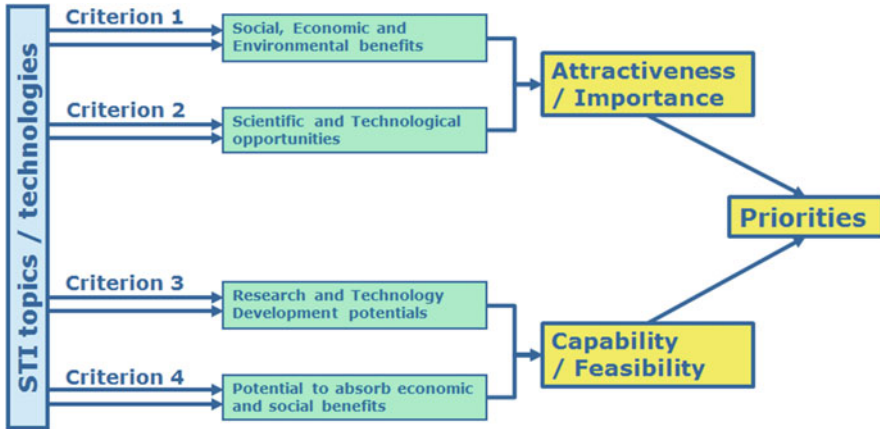 STI topics / technologies
Criterion 1
Social, Economic and
Environmental benefits
Criterion 2
Scientific and Technological
opportunities
Attractiveness
/ Importance
Priorities
Criterion 3
Research and Technology
Development potentials
Criterion 4
Potential to absorb economic
and social benefits
Capability
/ Feasibility